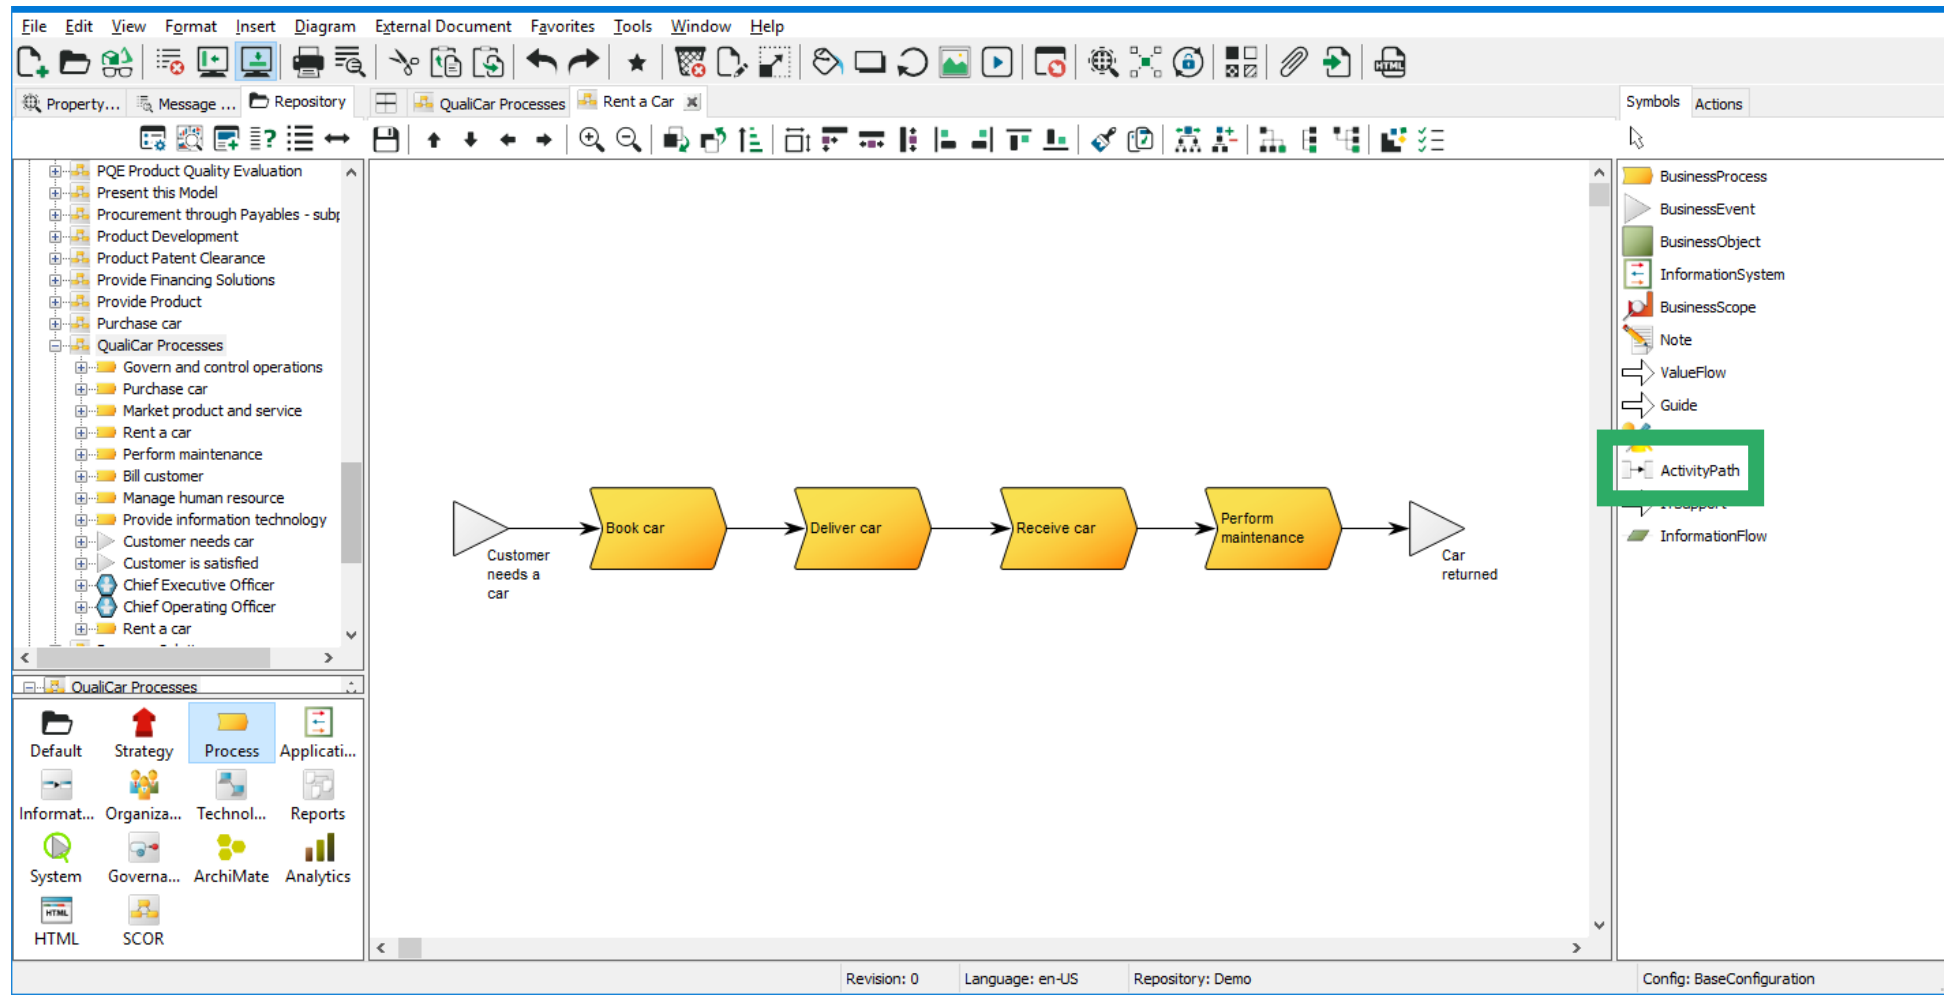 File Edit View Format Insert Diagram External Document Favorites Tools Window Help
HTML
Property... Message ... Repository QualiCar Processes Rent a Car Symbols Actions
PQE Product Quality Evaluation
Present this Model
Procurement through Payables - subp
Product Development
Product Patent Clearance
Provide Financing Solutions
Provide Product
Purchase car
QualiCar Processes
Govern and control operations
Purchase car
Market product and service
Rent a car
Perform maintenance
Bill customer
Manage human resource
Provide information technology
Customer needs car
Customer is satisfied
Chief Executive Officer
Chief Operating Officer
Rent a car
QualiCar Processes
Default Strategy Process Applicati...
Informat... Organiza... Technol... Reports
System Governa... ArchiMate Analytics
HTML
HTML SCOR
Customer
needs a
car
Book car
Deliver car
Receive car
Perform
maintenance
Car
returned
BusinessProcess
BusinessEvent
BusinessObject
InformationSystem
BusinessScope
Note
ValueFlow
Guide
ActivityPath
InformationFlow
Revision: 0 Language: en-US Repository: Demo Config: BaseConfiguration